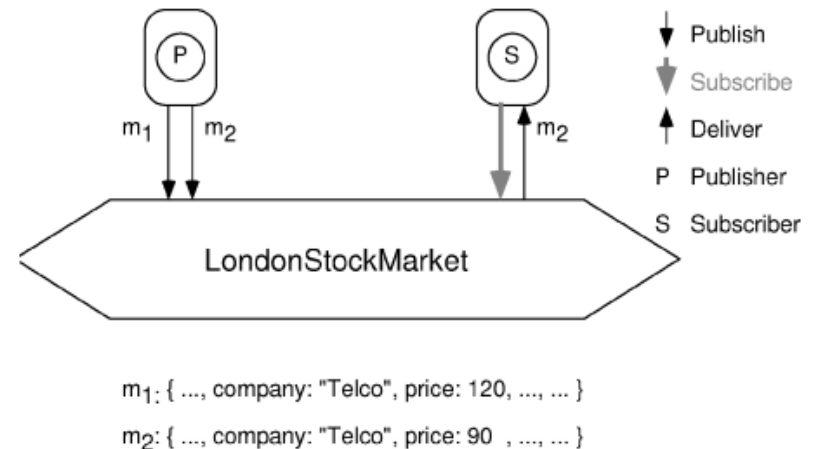 P
S
Publish
Subscribe
m1
m2
m2
Deliver
P Publisher
S Subscriber
LondonStockMarket
m1: { ..., company: "Telco", price: 120, ..., ... }
m2: { ..., company: "Telco", price: 90 , ..., ... }